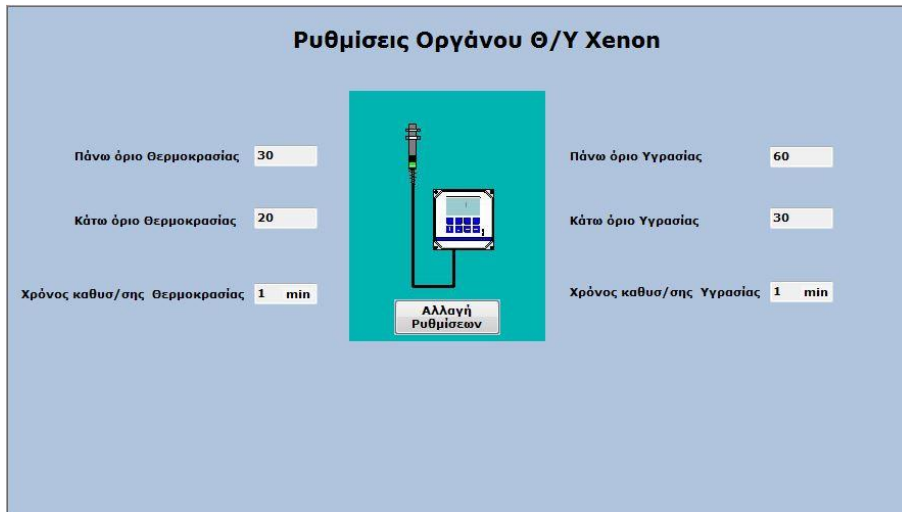 Ρυθμίσεις Οργάνου Θ/Υ Xenon
Πάνω όριο Θερμοκρασίας 30
Κάτω όριο Θερμοκρασίας 20
Χρόνος καθυσ/σης Θερμοκρασίας 1 min
Αλλαγή
Ρυθμίσεων
Πάνω όριο Υγρασίας 60
Κάτω όριο Υγρασίας 30
Χρόνος καθυσ/σης Υγρασίας 1 min